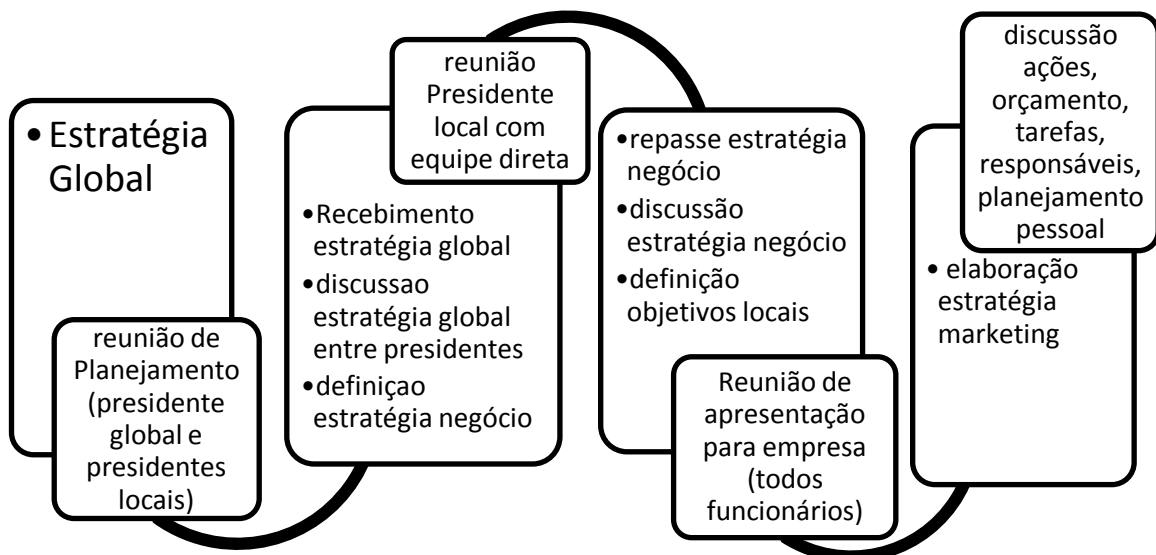 • Estratégia
Global
reunião de
Planejamento
(presidente
global e
presidentes
locais)
reunião
Presidente
local com
equipe direta
•Recebimento
estratégia global
•discussao
estratégia global
entre presidentes
•definiçao
estratégia negócio
•repasse estratégia
negócio
•discussão
estratégia negócio
•definição
objetivos locais
Reunião de
apresentação
para empresa
(todos
funcionários)
discussão
ações,
orçamento,
tarefas,
responsáveis,
planejamento
pessoal
• elaboração
estratégia
marketing